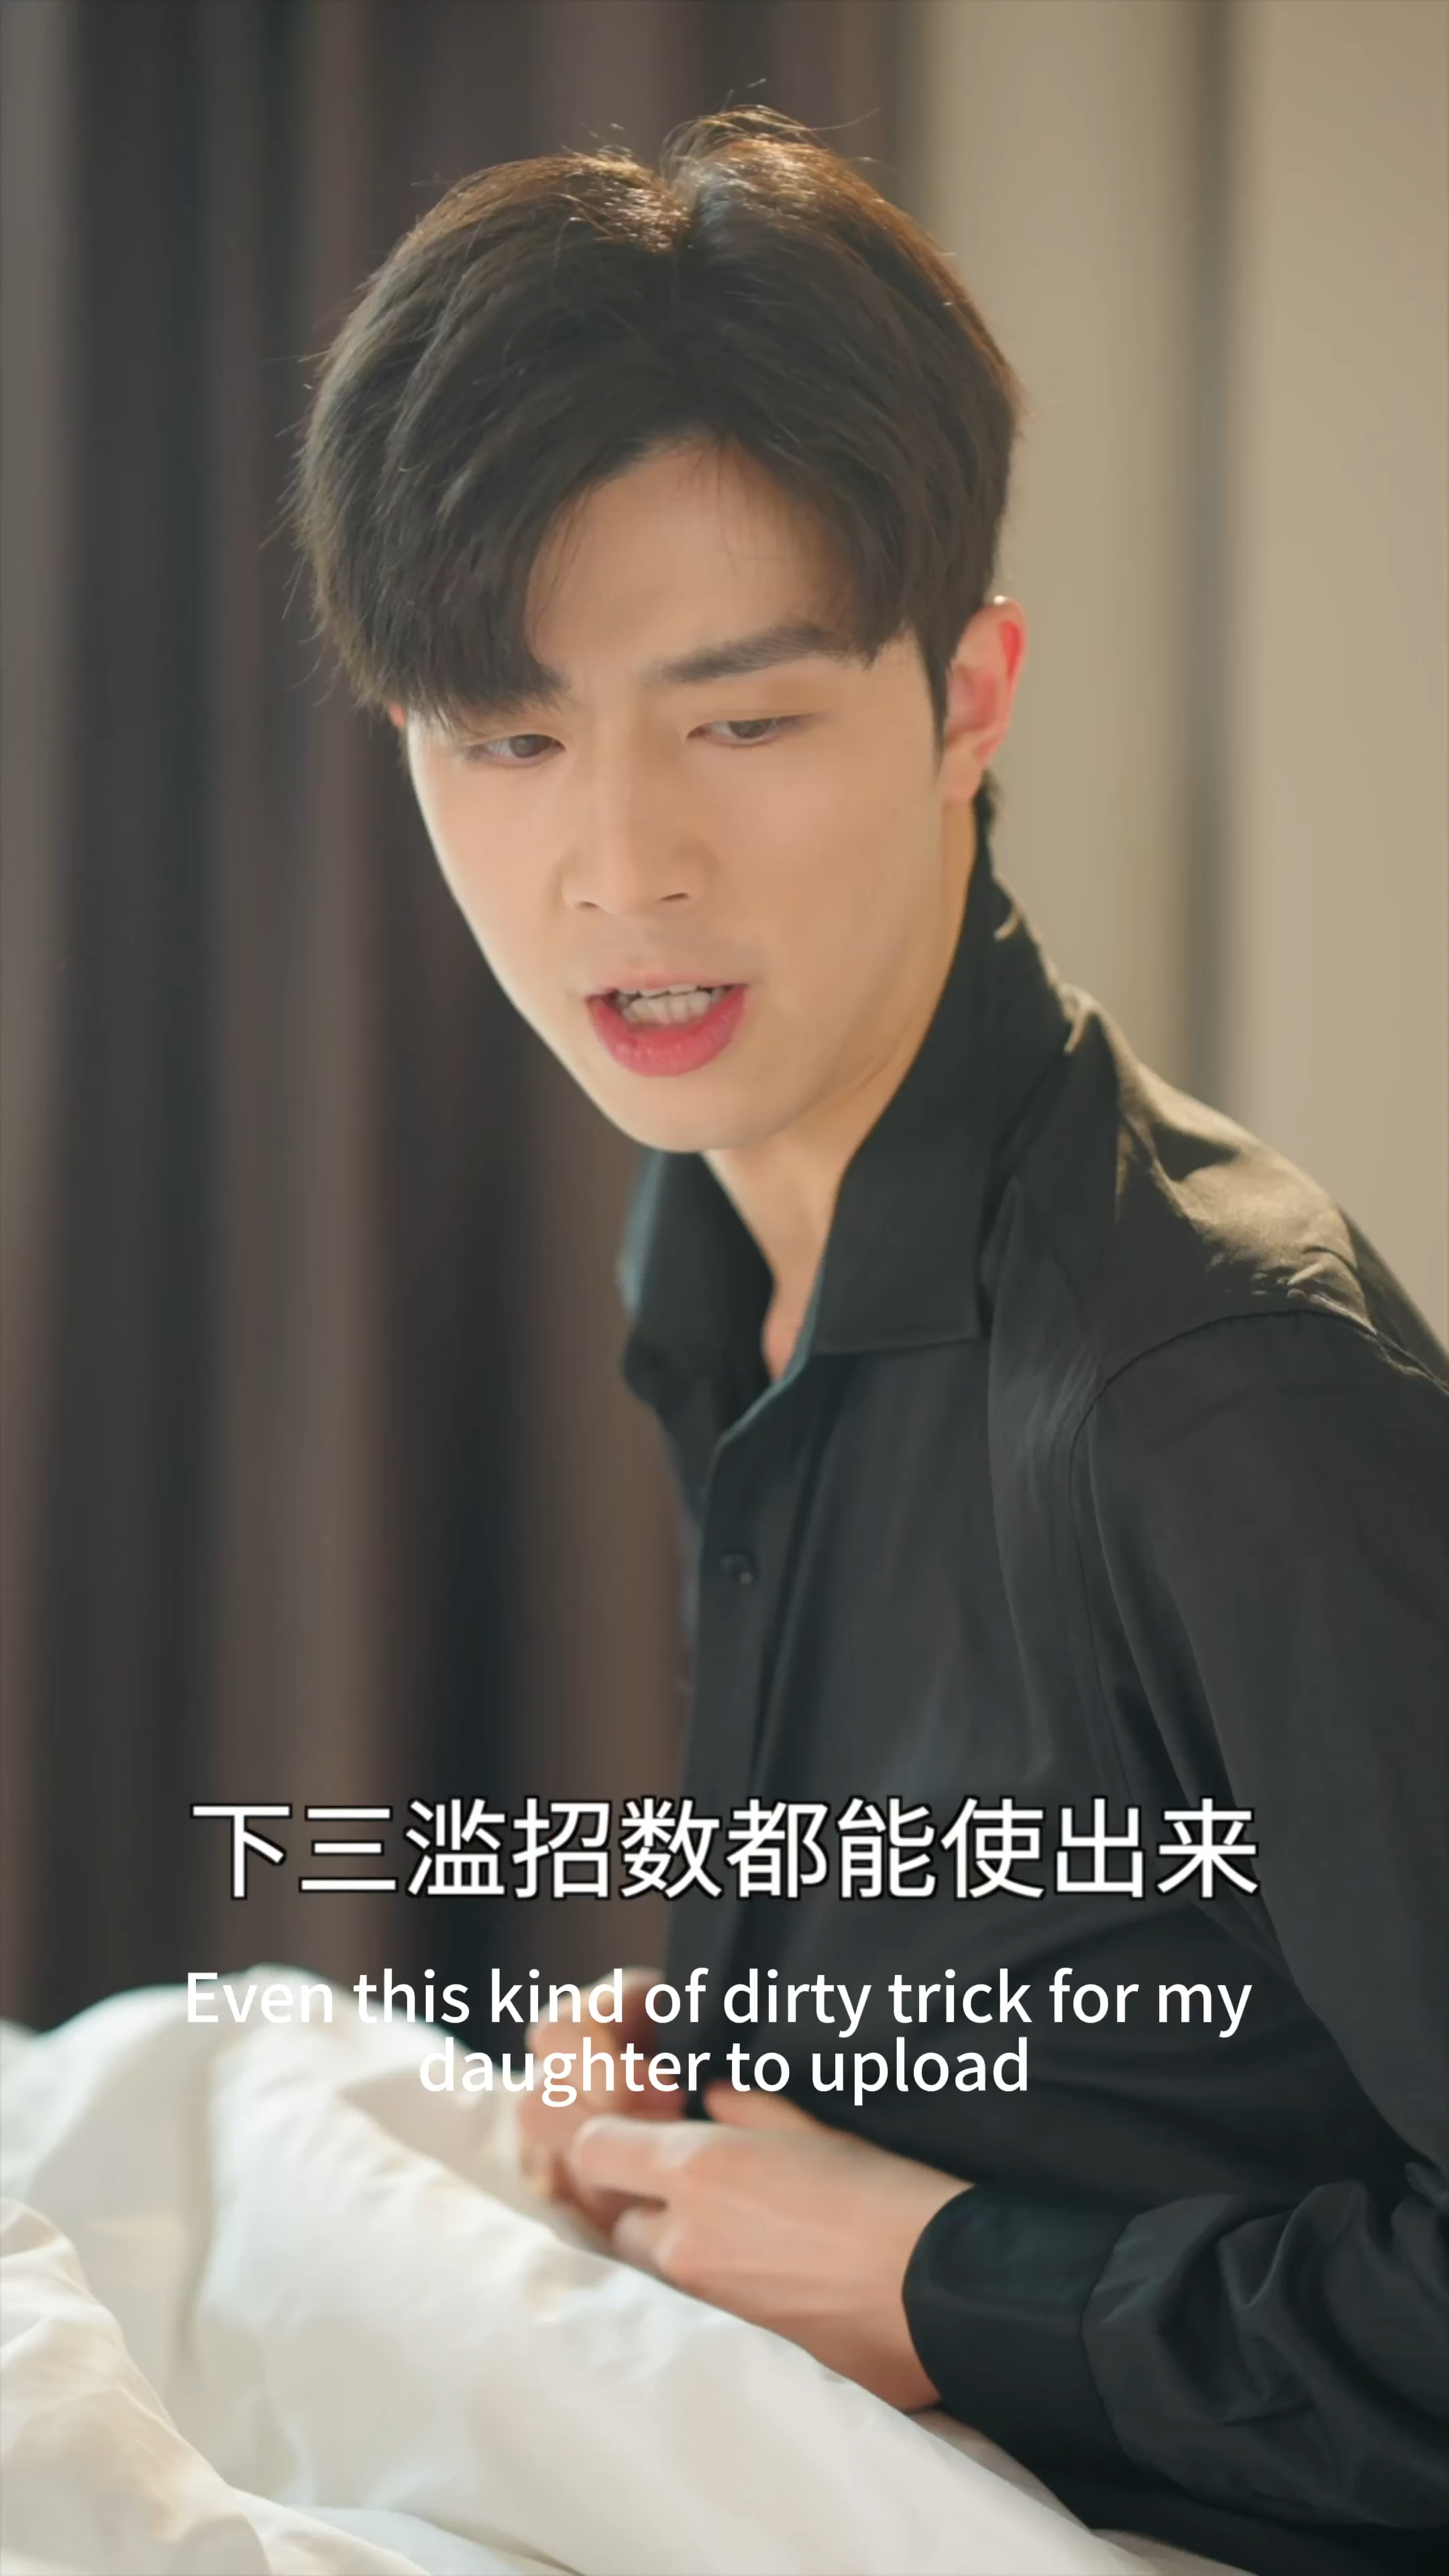 下三滥招数都能使出来
Even this kind of dirty trick for my
daughter to upload